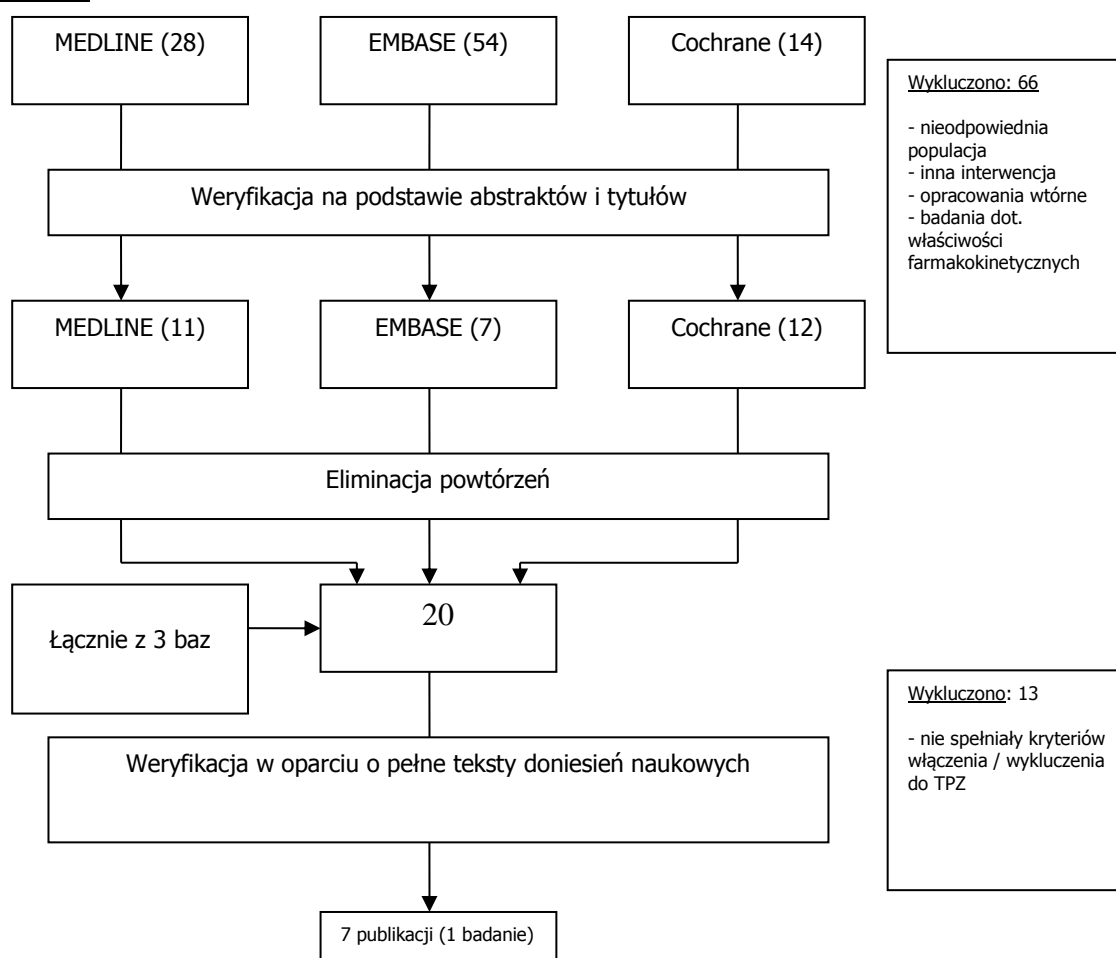 MEDLINE (28)
EMBASE (54)
Cochrane (14)
Wykluczono: 66
- nieodpowiednia
populacja
- inna interwencja
- opracowania wtórne
- badania dot.
właściwości
farmakokinetycznych
Weryfikacja na podstawie abstraktów i tytułów
MEDLINE (11)
EMBASE (7)
Cochrane (12)
Eliminacja powtórzeń
Łącznie z 3 baz
20
Wykluczono: 13
- nie spełniały kryteriów
włączenia / wykluczenia
do TPZ
Weryfikacja w oparciu o pełne teksty doniesień naukowych
7 publikacji (1 badanie)